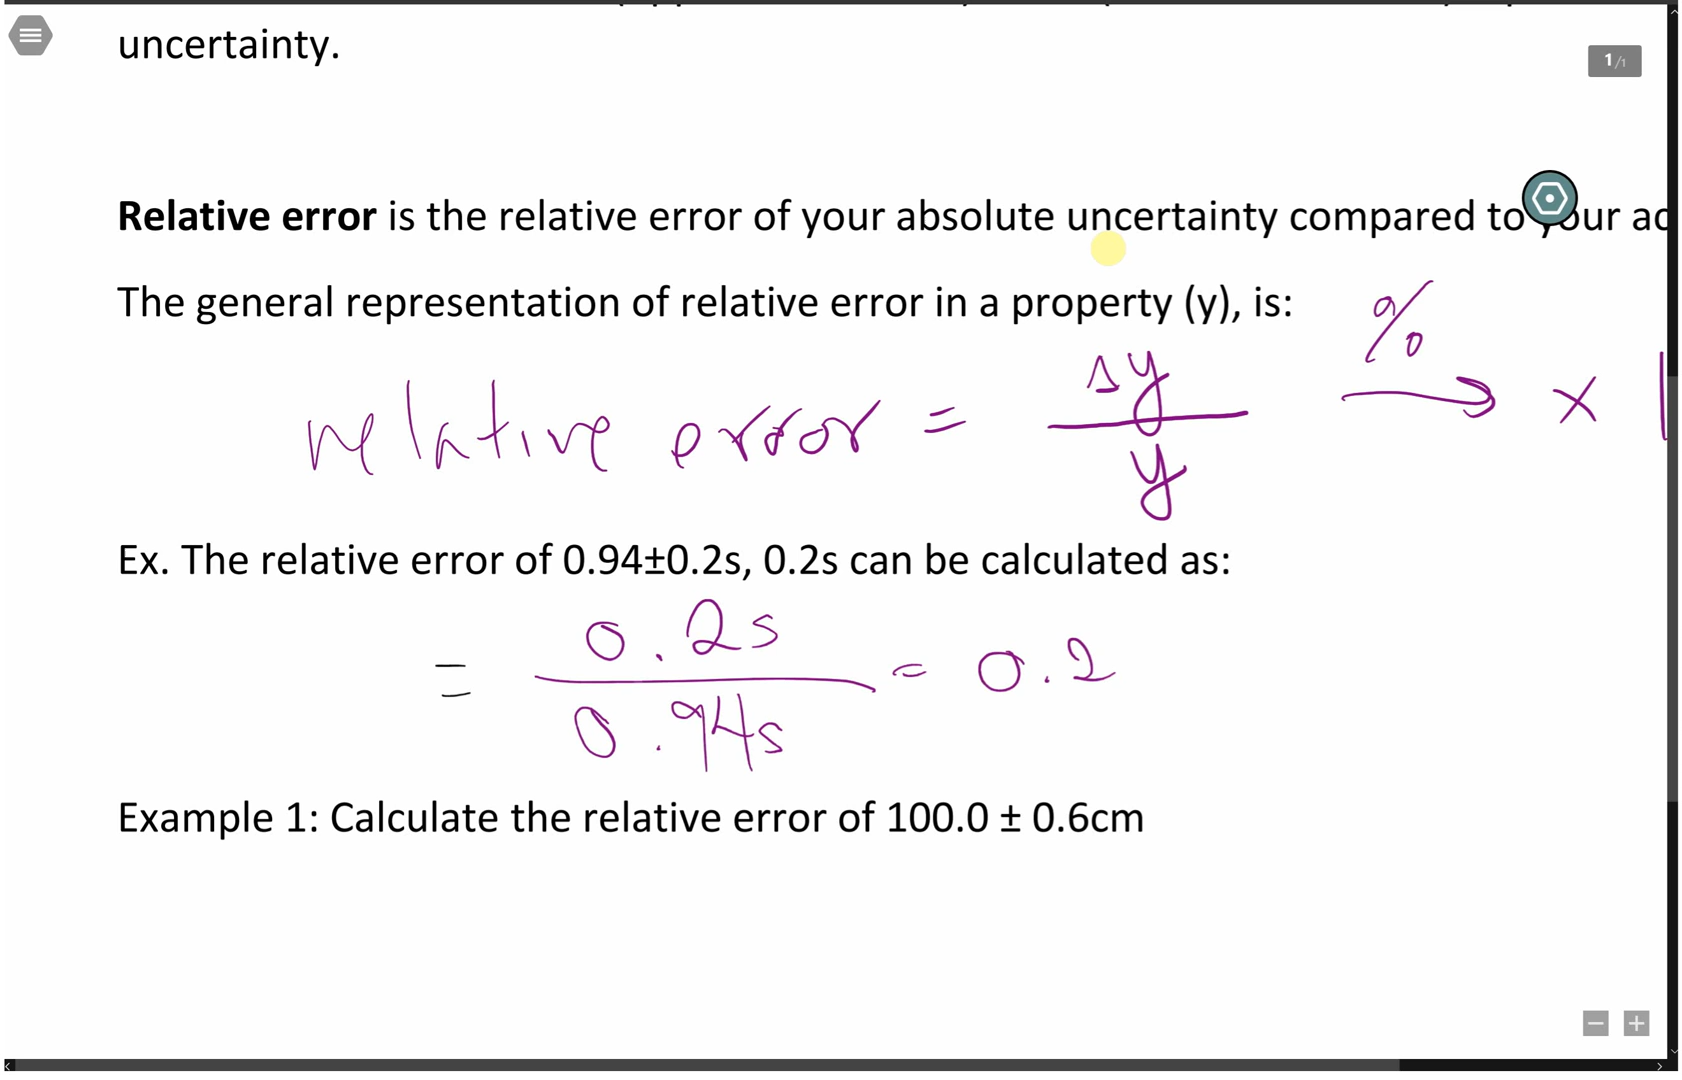 uncertainty.
1/1
Relative error is the relative error of your absolute uncertainty compared to your ac
The general representation of relative error in a property (y), is:
%
relative error = Δy / y → ×
Ex. The relative error of 0.94±0.2s, 0.2s can be calculated as:
= 0.2s / 0.94s = 0.2
Example 1: Calculate the relative error of 100.0 ± 0.6cm